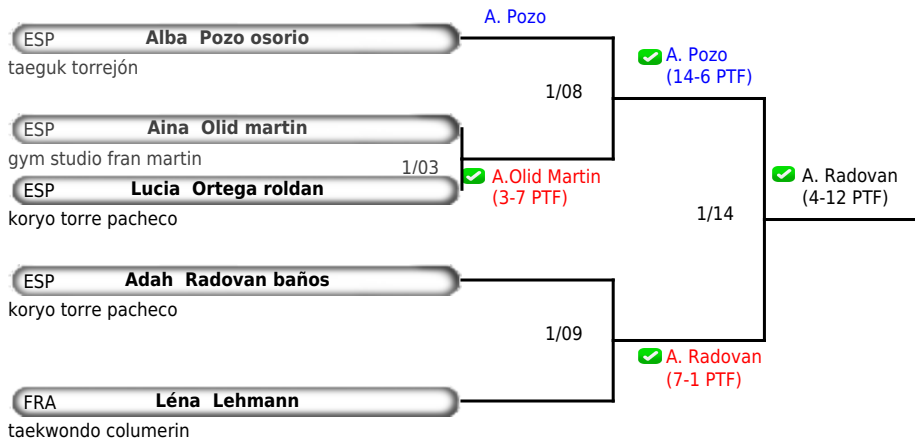 A. Pozo
ESP Alba Pozo osorio
taeguk torrejón
A. Pozo
(14-6 PTF)
1/08
ESP Aina Olid martin
gym studio fran martin
1/03
A.Olid Martin
(3-7 PTF)
ESP Lucia Ortega roldan
koryo torre pacheco
A. Radovan
(4-12 PTF)
1/14
ESP Adah Radovan baños
koryo torre pacheco
1/09
A. Radovan
(7-1 PTF)
FRA Léna Lehmann
taekwondo columerin